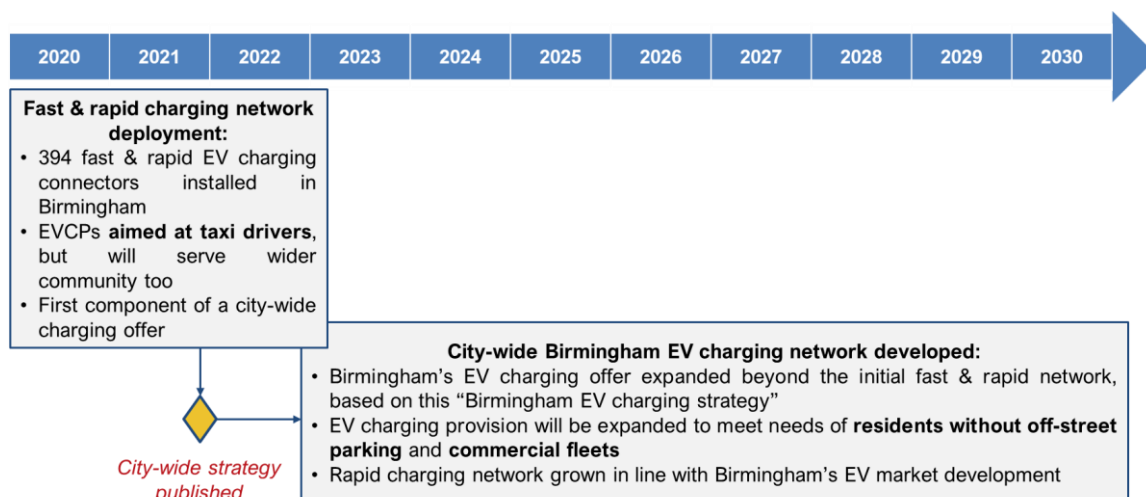 2020 2021 2022 2023 2024 2025 2026 2027 2028 2029 2030
Fast & rapid charging network
deployment:
• 394 fast & rapid EV charging
connectors installed in
Birmingham
• EVCPs aimed at taxi drivers,
but will serve wider
community too
• First component of a city-wide
charging offer
City-wide strategy
published
City-wide Birmingham EV charging network developed:
• Birmingham's EV charging offer expanded beyond the initial fast & rapid network,
based on this “Birmingham EV charging strategy”
• EV charging provision will be expanded to meet needs of residents without off-street
parking and commercial fleets
• Rapid charging network grown in line with Birmingham's EV market development